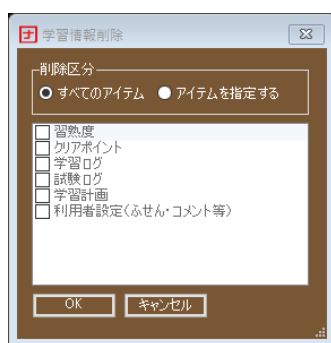 ナ 学習情報削除
削除区分
すべてのアイテム アイテムを指定する
習熟度
クリアポイント
学習ログ
試験ログ
学習計画
利用者設定(ふせん・コメント等)
OK キャンセル